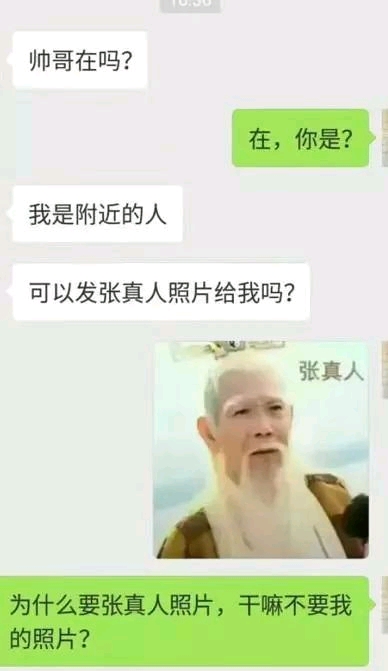 帅哥在吗？
在，你是？
我是附近的人
可以发张真人照片给我吗？
张真人
为什么要张真人照片，干嘛不要我
的照片？